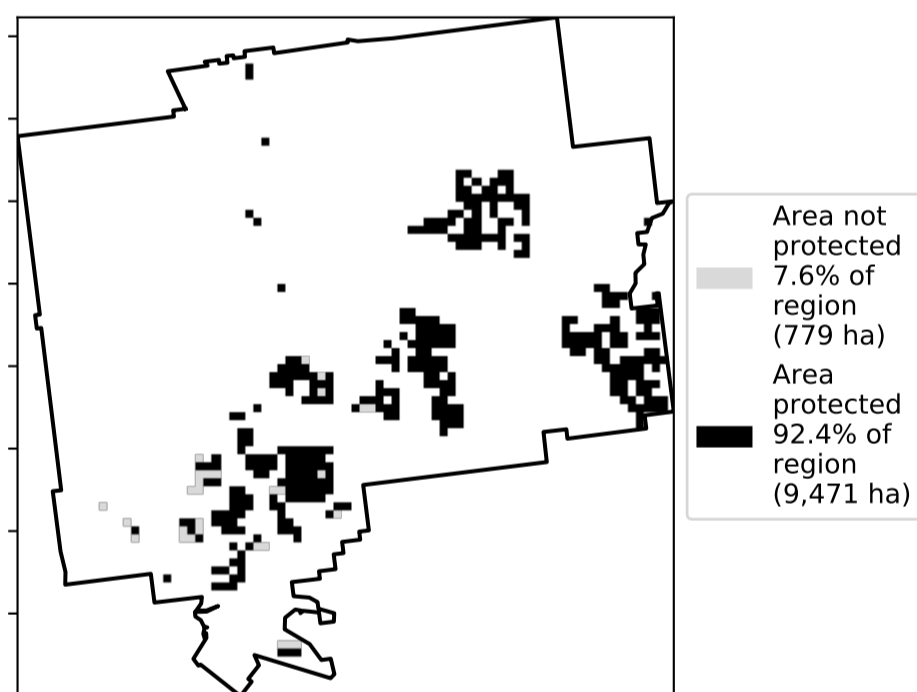 Area not
protected
7.6% of
region
(779 ha)
Area
protected
92.4% of
region
(9,471 ha)